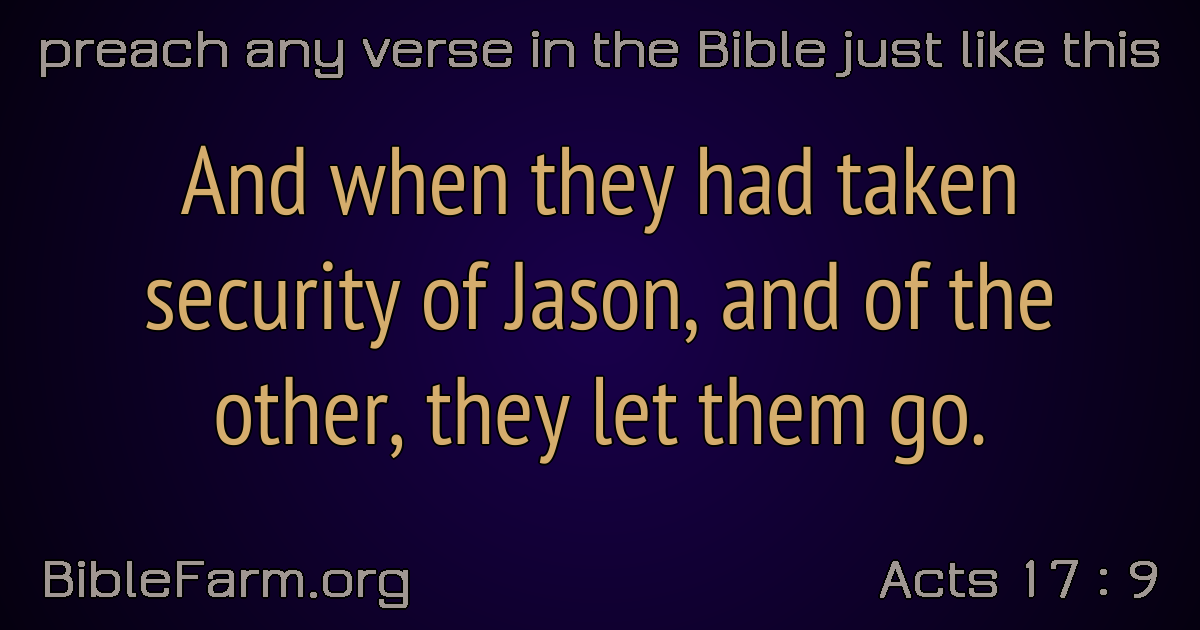 preach any verse in the Bible just like this
And when they had taken
security of Jason, and of the
other, they let them go.
BibleFarm.org
Acts 17 : 9